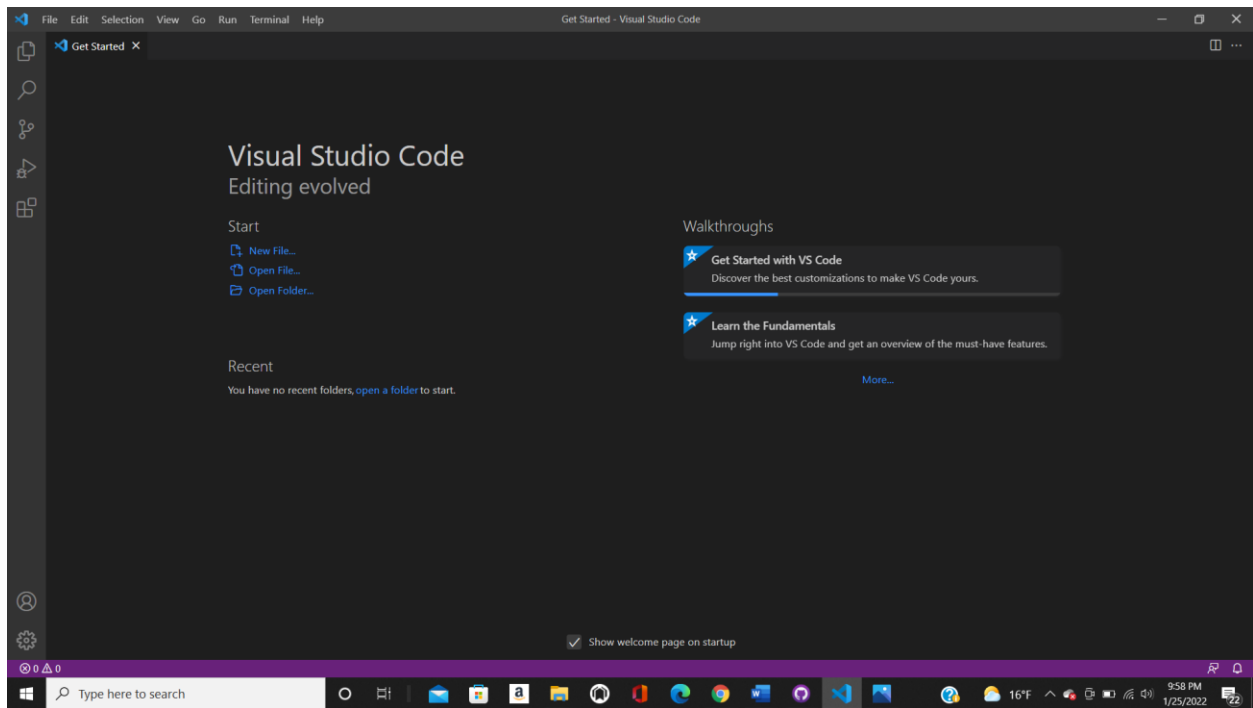 File Edit Selection View Go Run Terminal Help
Get Started - Visual Studio Code
Get Started
Visual Studio Code
Editing evolved
Start
New File...
Open File...
Open Folder...
Recent
You have no recent folders, open a folder to start.
Walkthroughs
Get Started with VS Code
Discover the best customizations to make VS Code yours.
Learn the Fundamentals
Jump right into VS Code and get an overview of the must-have features.
More...
Show welcome page on startup
0 0
Type here to search
a
16°F
9:58 PM
1/25/2022
22